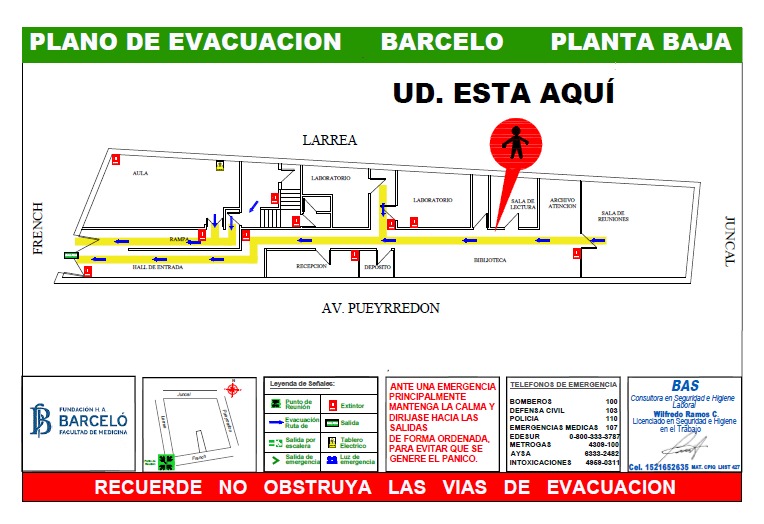 PLANO DE EVACUACION BARCELO PLANTA BAJA
UD. ESTA AQUÍ
LARREA
FRENCH
JUNCAL
AULA
LABORATORIO
LABORATORIO
SALA DE
LECTURA
ARCHIVO
ATENCION
SALA DE
REUNIONES
RAMPA
HALL DE ENTRADA
RECEPCION
DEPOSITO
BIBLIOTECA
AV. PUEYRREDON
FUNDACIÓN H. A.
BARCELÓ
FACULTAD DE MEDICINA
N
Juncal
Larrea
Pueyrredon
French
Punto de
Reunión
Leyenda de Señales:
Punto de
Reunión
Extintor
Evacuación
Ruta de
Salida
Salida por
escalera
Tablero
Electrico
Salida de
emergencia
Luz de
emergencia
ANTE UNA EMERGENCIA
PRINCIPALMENTE
MANTENGA LA CALMA Y
DIRIJASE HACIA LAS
SALIDAS
DE FORMA ORDENADA,
PARA EVITAR QUE SE
GENERE EL PANICO.
TELEFONOS DE EMERGENCIA
BOMBEROS 100
DEFENSA CIVIL 103
POLICIA 110
EMERGENCIAS MEDICAS 107
EDESUR 0-800-333-3787
METROGAS 4309-100
AYSA 6333-2482
INTOXICACIONES 4959-0311
BAS
Consultora en Seguridad e Higiene
Laboral
Wilfredo Ramos C.
Licenciado en Seguridad e Higiene
en el Trabajo
Cel. 1521652635 MAT. CPIQ LHST 427
RECUERDE NO OBSTRUYA LAS VIAS DE EVACUACION